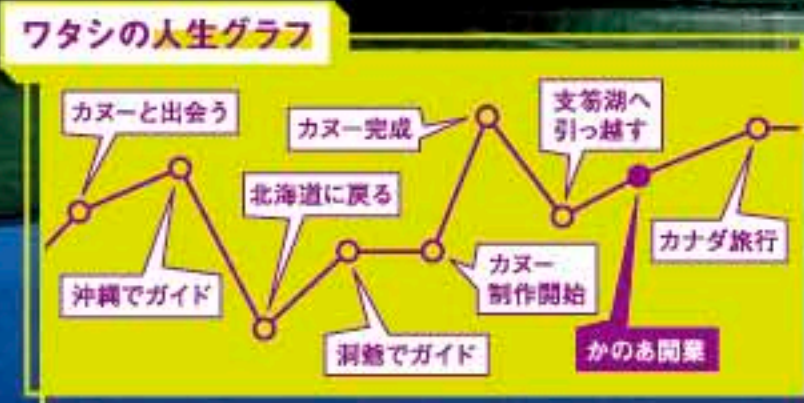 ワタシの人生グラフ
カヌーと出会う
沖縄でガイド
北海道に戻る
洞爺でガイド
カヌー
制作開始
カヌー完成
支笏湖へ
引っ越す
かのあ開業
カナダ旅行